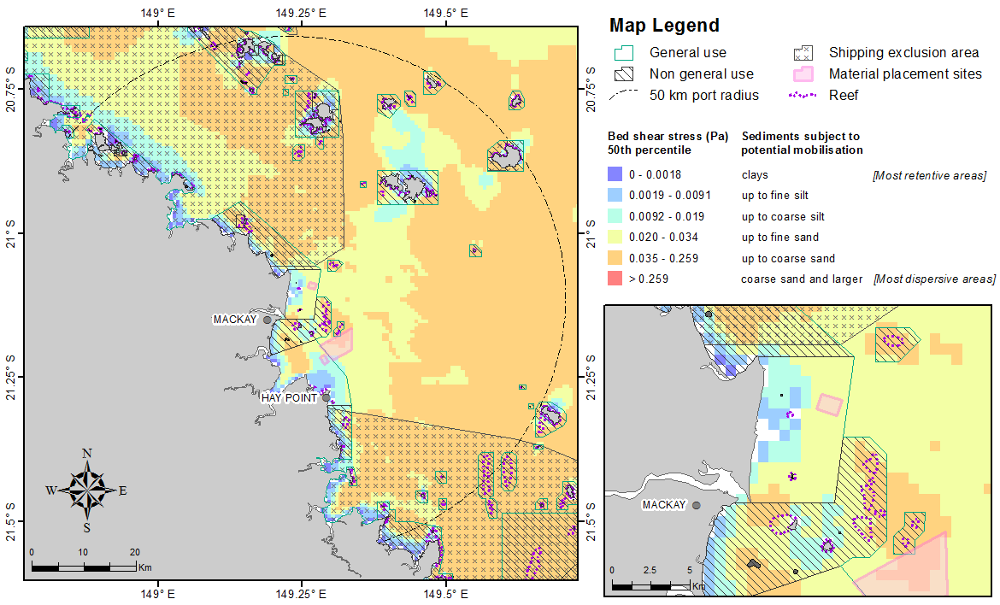 149° E
149.25° E
149.5° E
20.75° S
21° S
21.25° S
21.5° S
20.75° S
21° S
21.25° S
21.5° S
MACKAY
HAY POINT
N
W
E
S
0
10
20
Km
149° E
149.25° E
149.5° E
Map Legend
General use
Shipping exclusion area
Non general use
Material placement sites
50 km port radius
Reef
Bed shear stress (Pa) Sediments subject to
50th percentile potential mobilisation
0 - 0.0018 clays [Most retentive areas]
0.0019 - 0.0091 up to fine silt
0.0092 - 0.019 up to coarse silt
0.020 - 0.034 up to fine sand
0.035 - 0.259 up to coarse sand
> 0.259 coarse sand and larger [Most dispersive areas]
MACKAY
0
2.5
5
Km